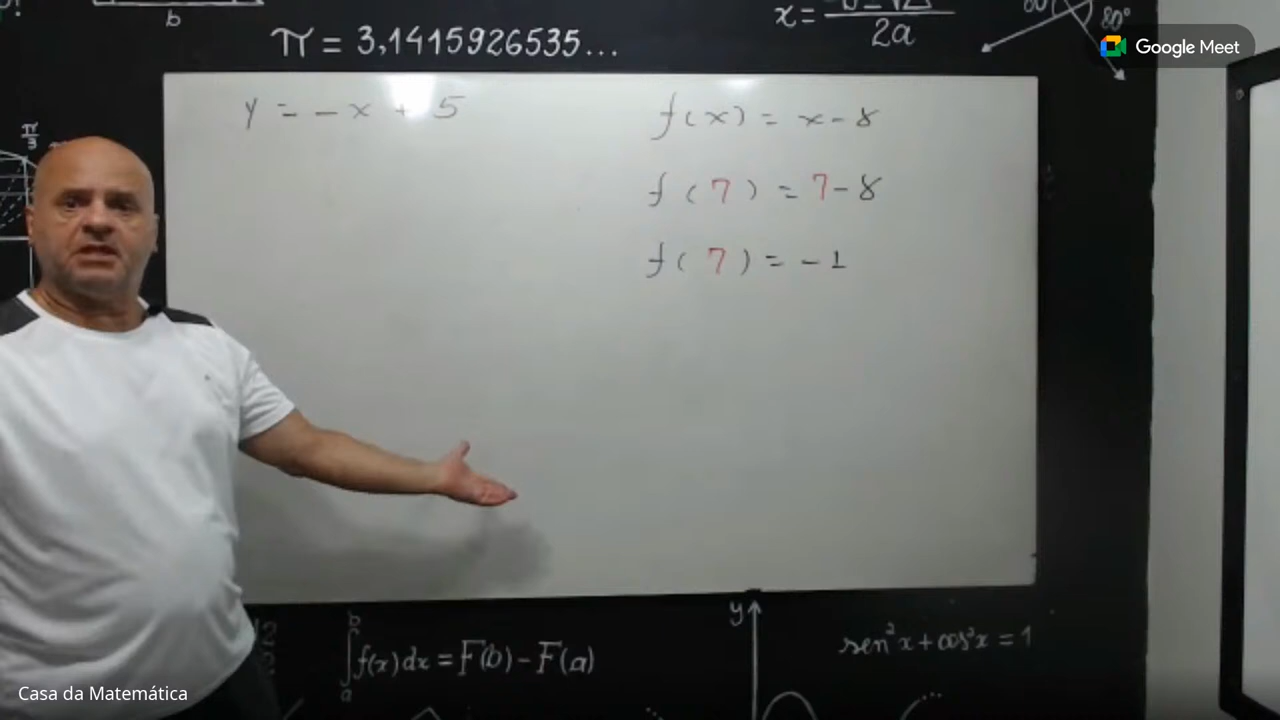 b
π = 3,1415926535...
x =
2a
80°
Google Meet
π
3
y = - x + 5
f(x) = x - 8
f(7) = 7 - 8
f(7) = - 1
b
∫ f(x) dx = F(b) - F(a)
a
y
sen²x + cos²x = 1
Casa da Matemática